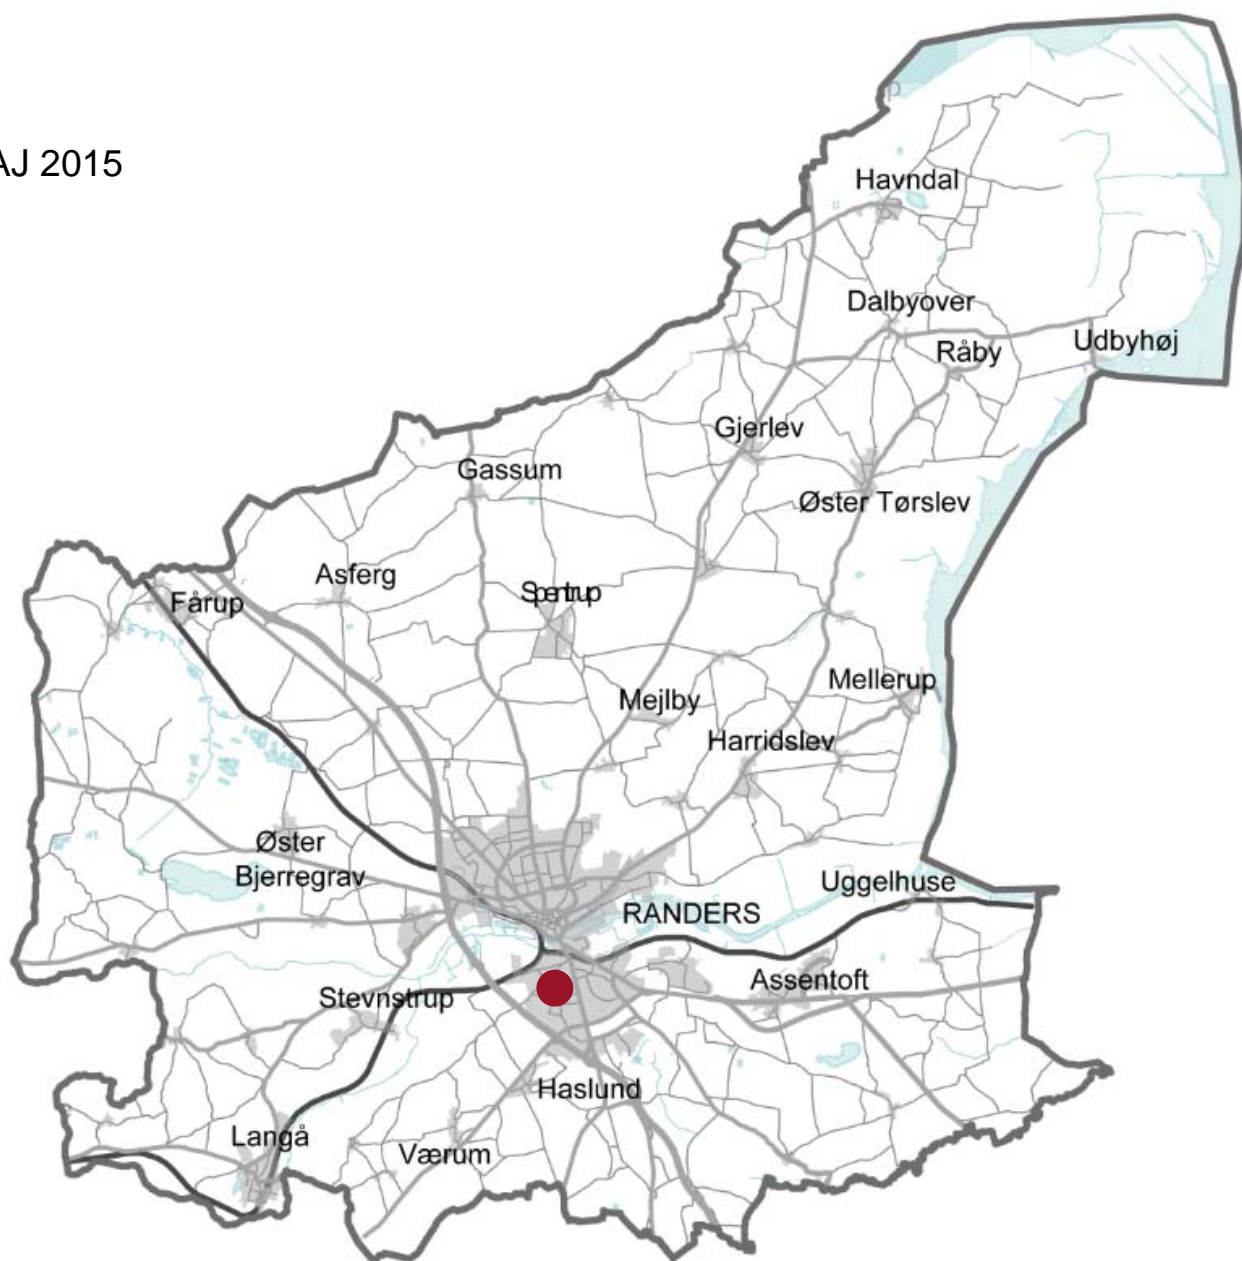 AJ 2015
Havndal
Dalbyover
Råby
Udbyhøj
Gjerlev
Gassum
Øster Tørslev
Asferg
Spentrup
Fårup
Mellerup
Mejlby
Harridslev
Øster
Bjerregrav
Uggelhuse
RANDERS
Assentoft
Stevnstrup
Haslund
Langå
Værum